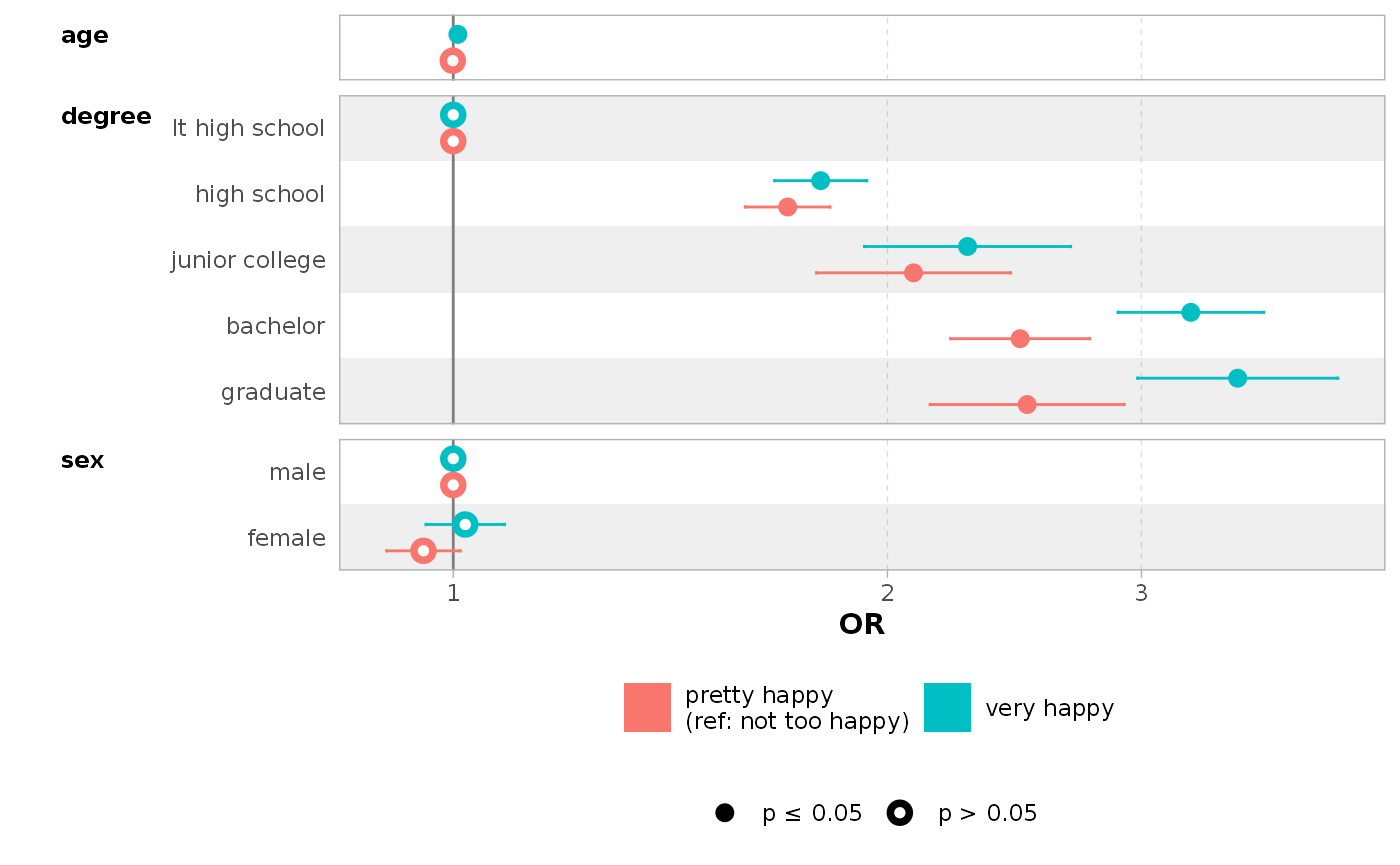 age
degree
lt high school
high school
junior college
bachelor
graduate
sex
male
female
1 2 3
OR
pretty happy
(ref: not too happy)
very happy
p ≤ 0.05 p > 0.05